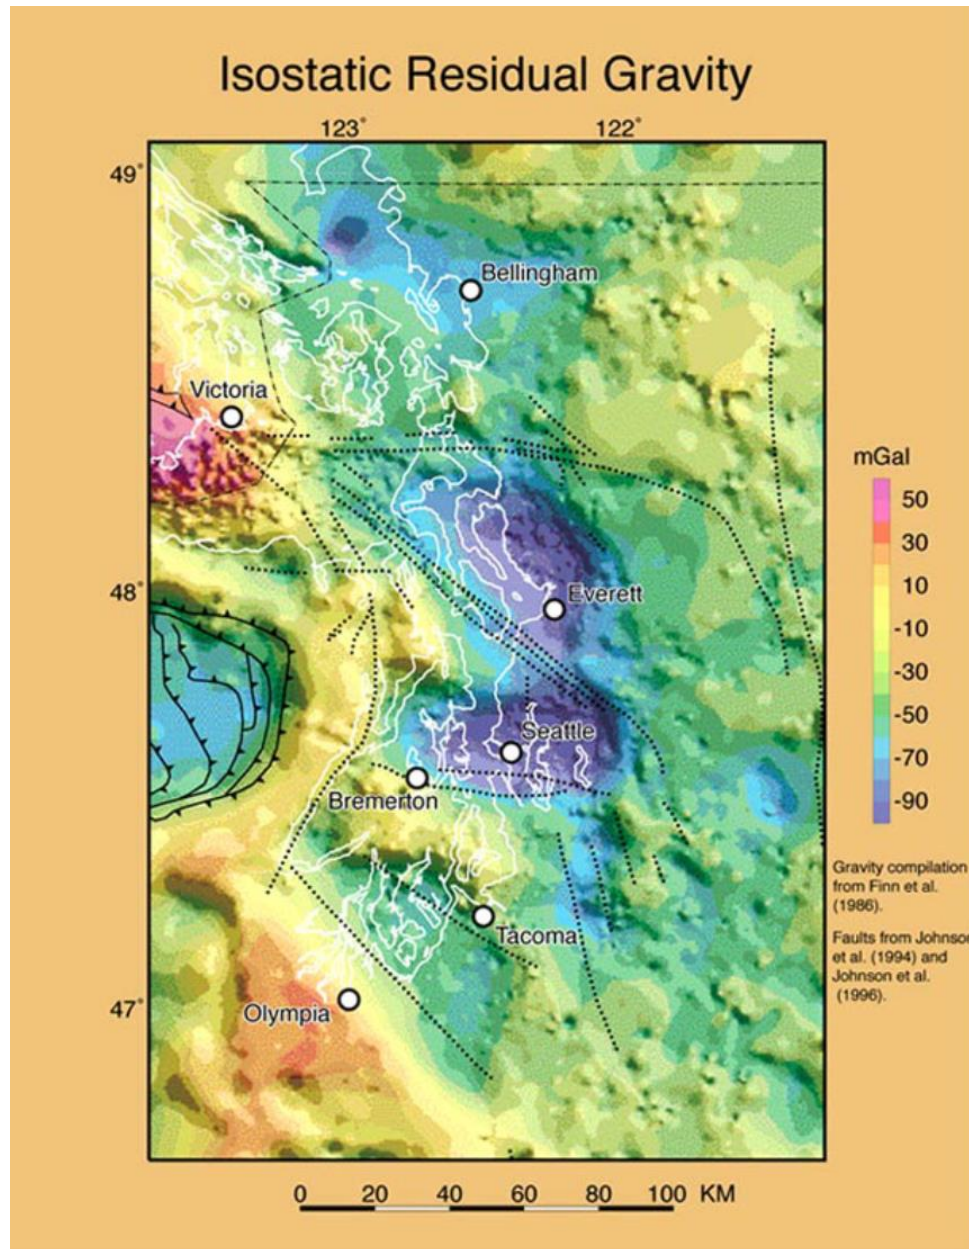 Isostatic Residual Gravity
123° 122°
49°
Bellingham
Victoria
mGal
50
30
48°
Everett
10
-10
-30
-50
Seattle
-70
Bremerton
-90
Gravity compilation
from Finn et al.
(1986).
Tacoma
Faults from Johnson
et al. (1994) and
Johnson et al.
(1996).
47°
Olympia
0 20 40 60 80 100 KM